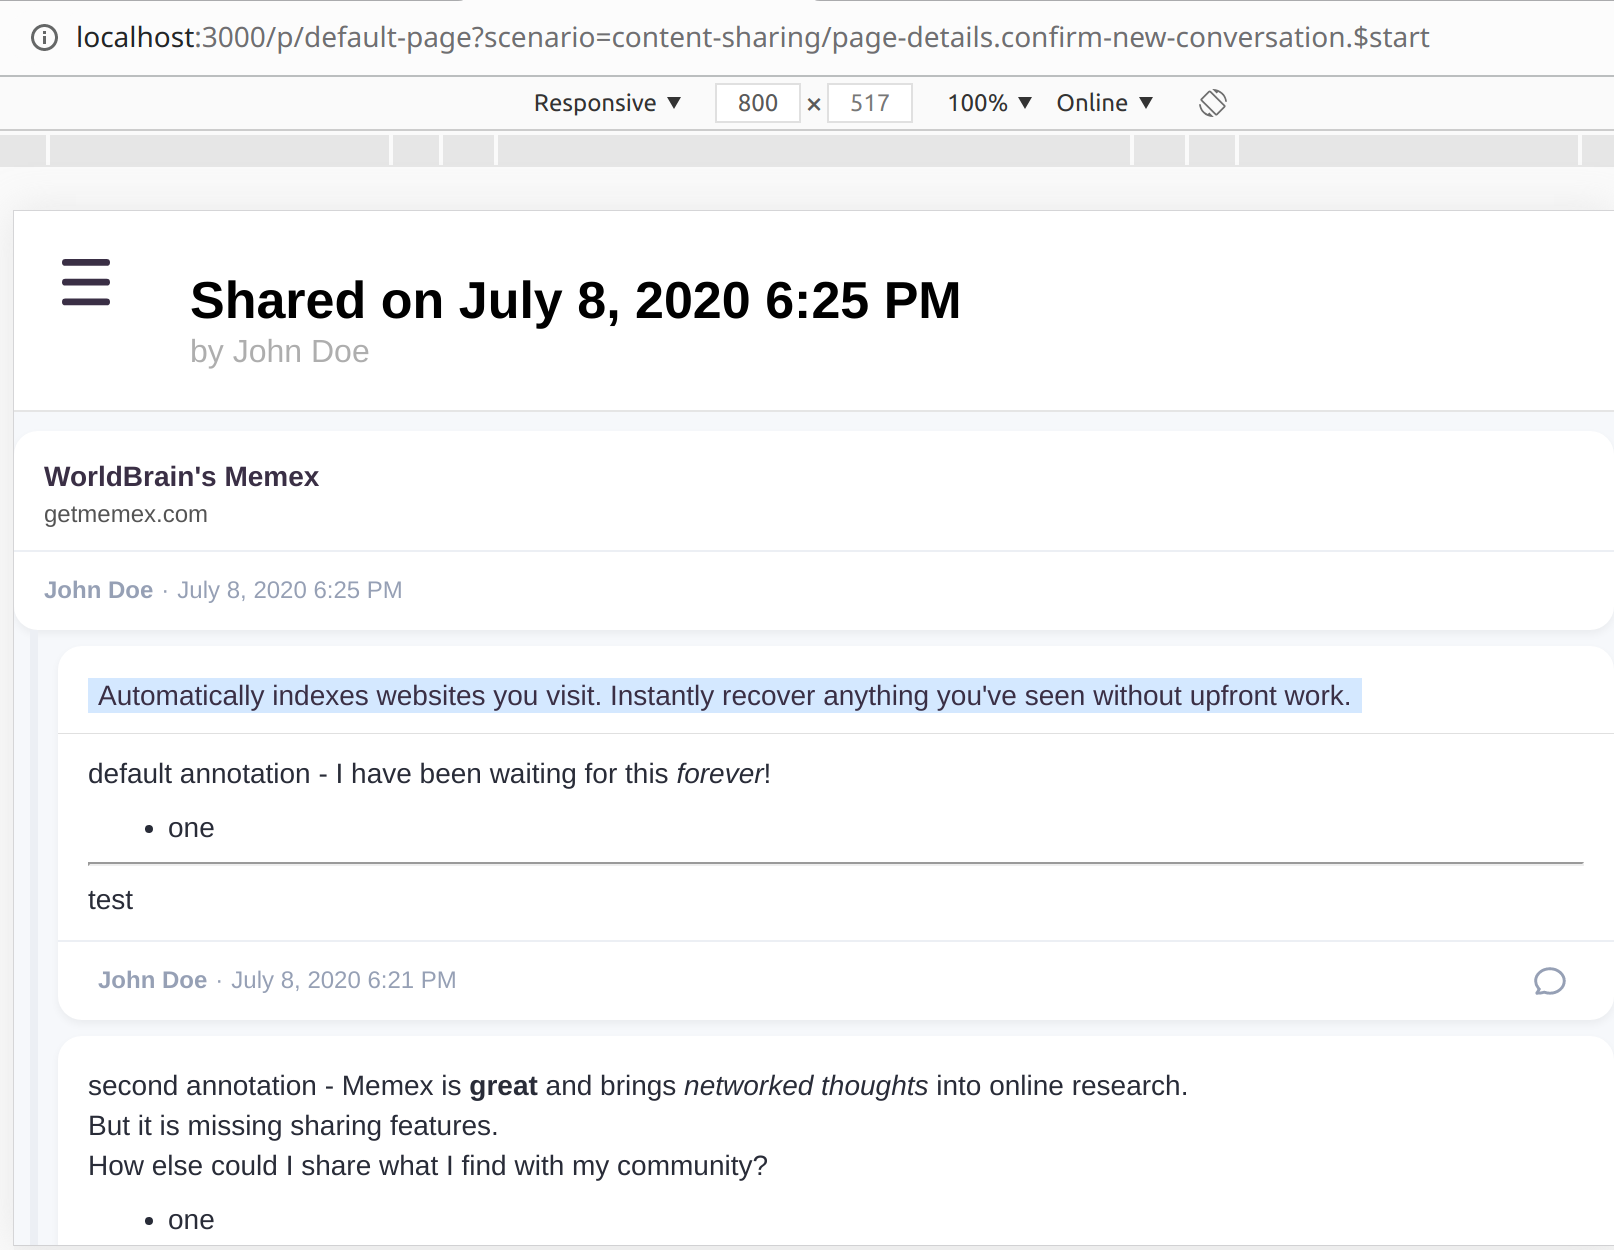 localhost:3000/p/default-page?scenario=content-sharing/page-details.confirm-new-conversation.$start
Responsive ▼ 800 × 517 100% ▼ Online ▼
Shared on July 8, 2020 6:25 PM
by John Doe
WorldBrain's Memex
getmemex.com
John Doe · July 8, 2020 6:25 PM
Automatically indexes websites you visit. Instantly recover anything you've seen without upfront work.
default annotation - I have been waiting for this forever!
• one
test
John Doe · July 8, 2020 6:21 PM
second annotation - Memex is great and brings networked thoughts into online research.
But it is missing sharing features.
How else could I share what I find with my community?
• one